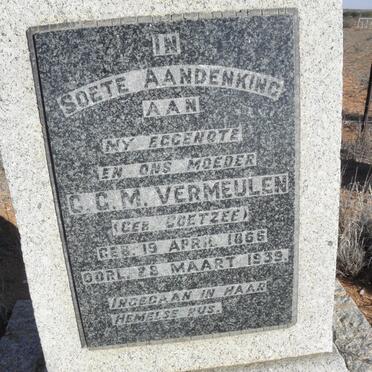 IN
SOETE AANDENKING
AAN
MY EGGENOTE
EN ONS MOEDER
C. C. M. VERMEULEN
(GEB COETZEE)
GEB. 19 APRIL 1866
OORL. 28 MAART 1939.
INGEGAAN IN HAAR
HEMELSE RUS.